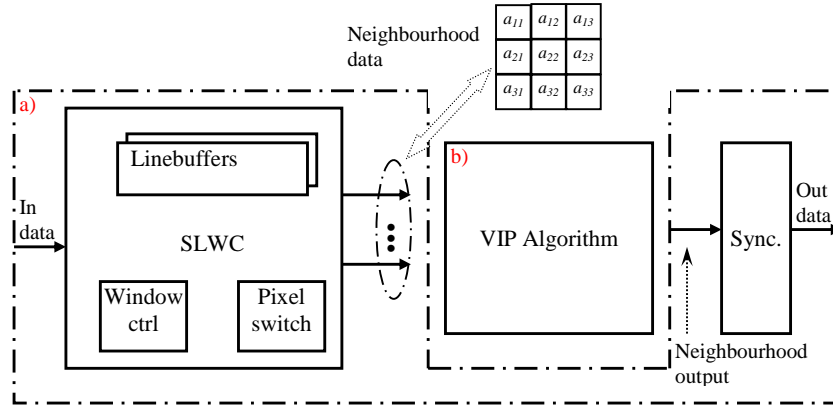 Neighbourhood
data
a11 a12 a13
a21 a22 a23
a31 a32 a33
a)
Linebuffers
In
data
SLWC
Window
ctrl
Pixel
switch
b)
VIP Algorithm
Sync.
Out
data
Neighbourhood
output